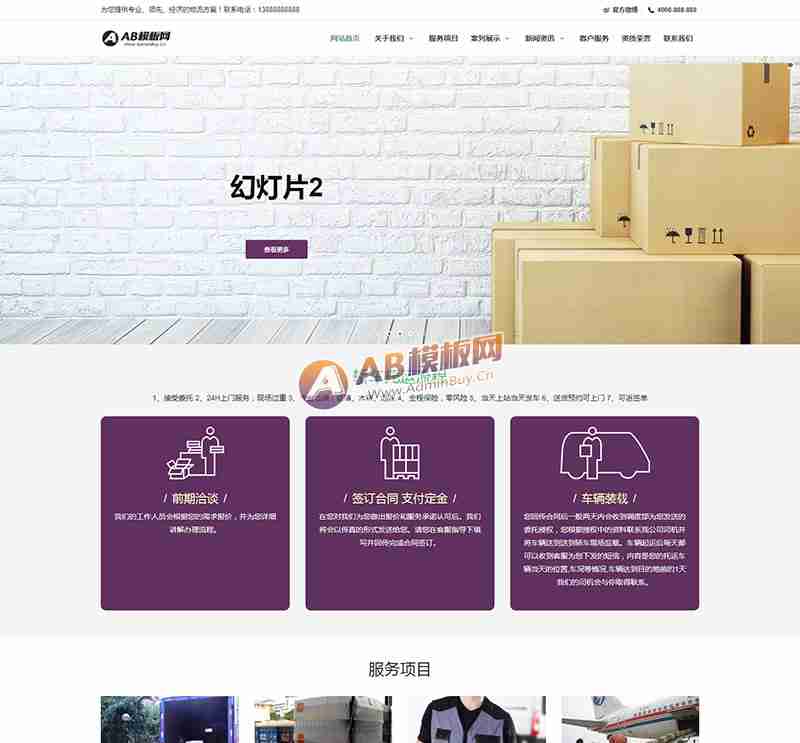 为您提供专业、领先、经济的物流方案！联系电话：13888888888
官方微博 4000-888-888
AB模板网
网站首页 关于我们 服务项目 案列展示 新闻资讯 客户服务 资质荣誉 联系我们
幻灯片2
查看更多
AB模板网
www.AdminBuy.Cn
1、接受委托 2、24H上门服务，现场过重 3、
4、全程保险，零风险 5、当天上站当天发车 6、送货预约可上门 7、可返签单
/ 前期洽谈 /
我们的工作人员会根据您的需求报价，并为您详细
讲解办理流程。
/ 签订合同 支付定金 /
在您对我们为您做出报价和服务承诺认可后。我们
将会以传真的形式发送给您。请您在客服指导下填
写并回传完成合同签订。
/ 车辆装载 /
您回传合同后一般两天内会收到调度部为您发送的
委托授权，您根据授权中的资料联系我公司司机并
将车辆送到达到轿车现场监装。车辆起运后每天都
可以收到客服为您下发的短信，内容是您的托运车
辆当天的位置,车况等情况,车辆达到目的地前的1天
我们的司机会与你取得联系。
服务项目